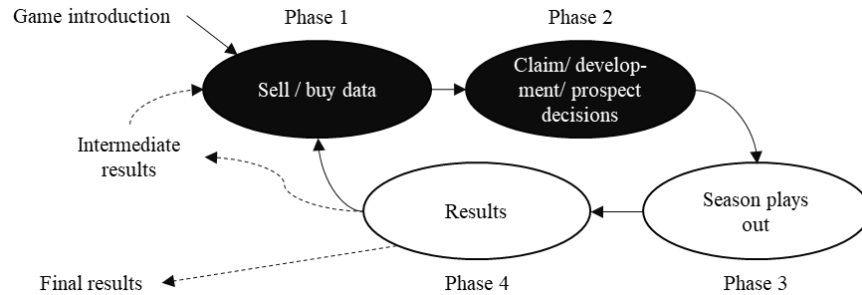 Game introduction
Phase 1
Phase 2
Sell / buy data
Claim/ develop-
ment/ prospect
decisions
Intermediate
results
Results
Season plays
out
Final results
Phase 4
Phase 3